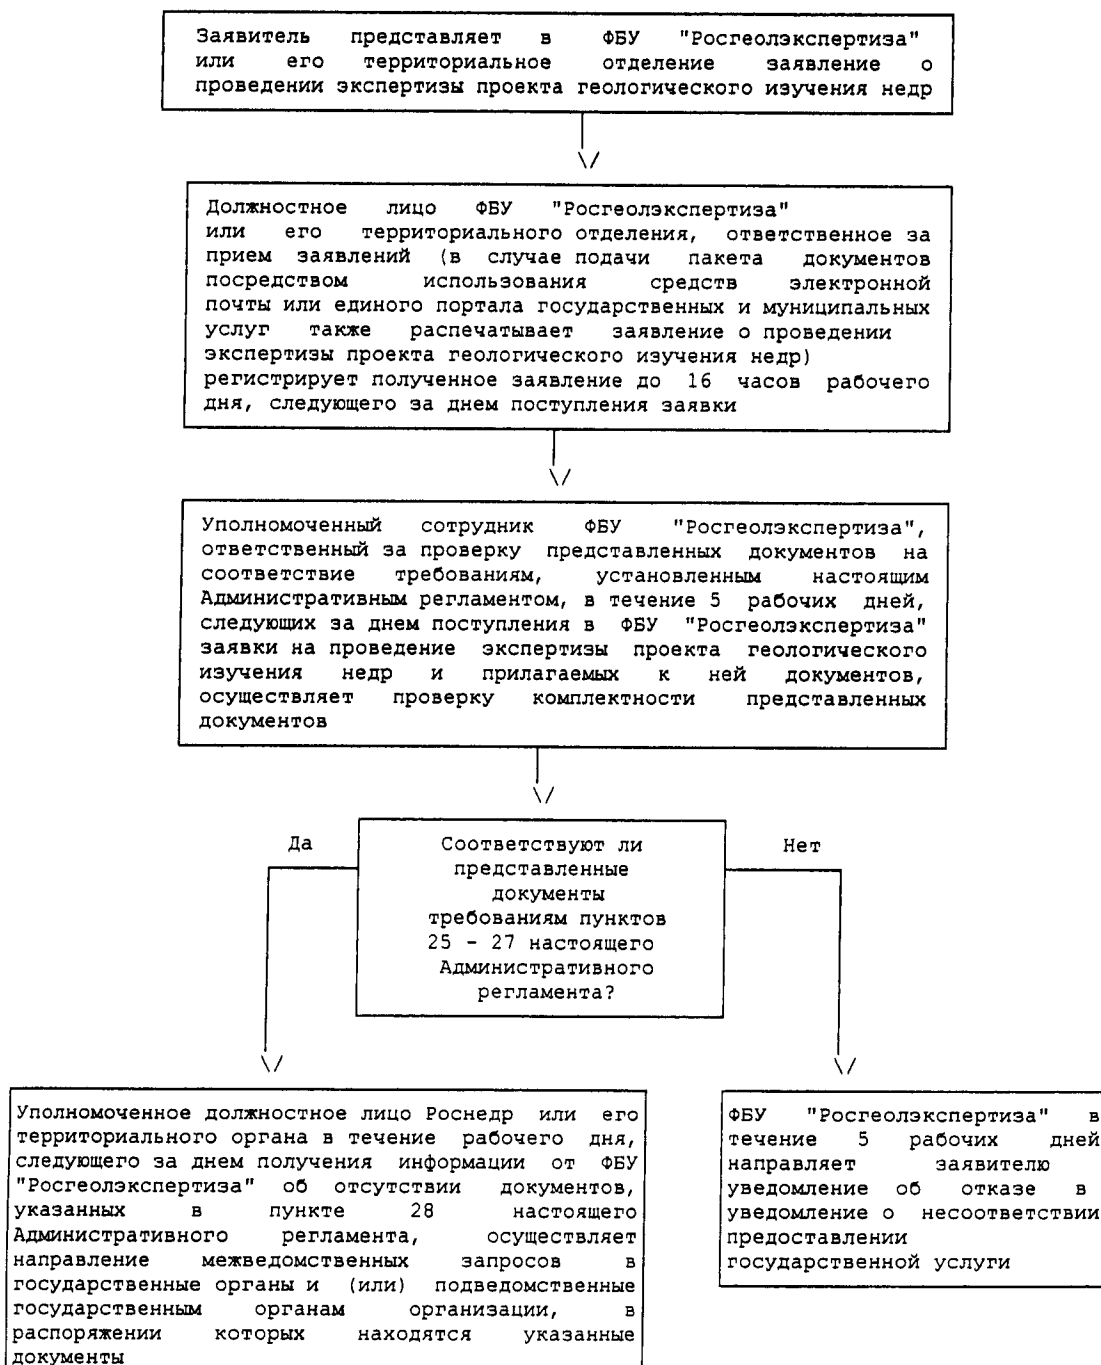 Заявитель представляет в ФБУ "Росгеолэкспертиза"
или его территориальное отделение заявление о
проведении экспертизы проекта геологического изучения недр
\/
Должностное лицо ФБУ "Росгеолэкспертиза"
или его территориального отделения, ответственное за
прием заявлений (в случае подачи пакета документов
посредством использования средств электронной
почты или единого портала государственных и муниципальных
услуг также распечатывает заявление о проведении
экспертизы проекта геологического изучения недр)
регистрирует полученное заявление до 16 часов рабочего
дня, следующего за днем поступления заявки
\/
Уполномоченный сотрудник ФБУ "Росгеолэкспертиза",
ответственный за проверку представленных документов на
соответствие требованиям, установленным настоящим
Административным регламентом, в течение 5 рабочих дней,
следующих за днем поступления в ФБУ "Росгеолэкспертиза"
заявки на проведение экспертизы проекта геологического
изучения недр и прилагаемых к ней документов,
осуществляет проверку комплектности представленных
документов
\/
Да
Соответствуют ли
представленные
документы
требованиям пунктов
25 - 27 настоящего
Административного
регламента?
Нет
\/
\/
Уполномоченное должностное лицо Роснедр или его
территориального органа в течение рабочего дня,
следующего за днем получения информации от ФБУ
"Росгеолэкспертиза" об отсутствии документов,
указанных в пункте 28 настоящего
Административного регламента, осуществляет
направление межведомственных запросов в
государственные органы и (или) подведомственные
государственным органам организации, в
распоряжении которых находятся указанные
документы
ФБУ "Росгеолэкспертиза" в
течение 5 рабочих дней
направляет заявителю
уведомление об отказе в
уведомление о несоответствии
предоставлении
государственной услуги